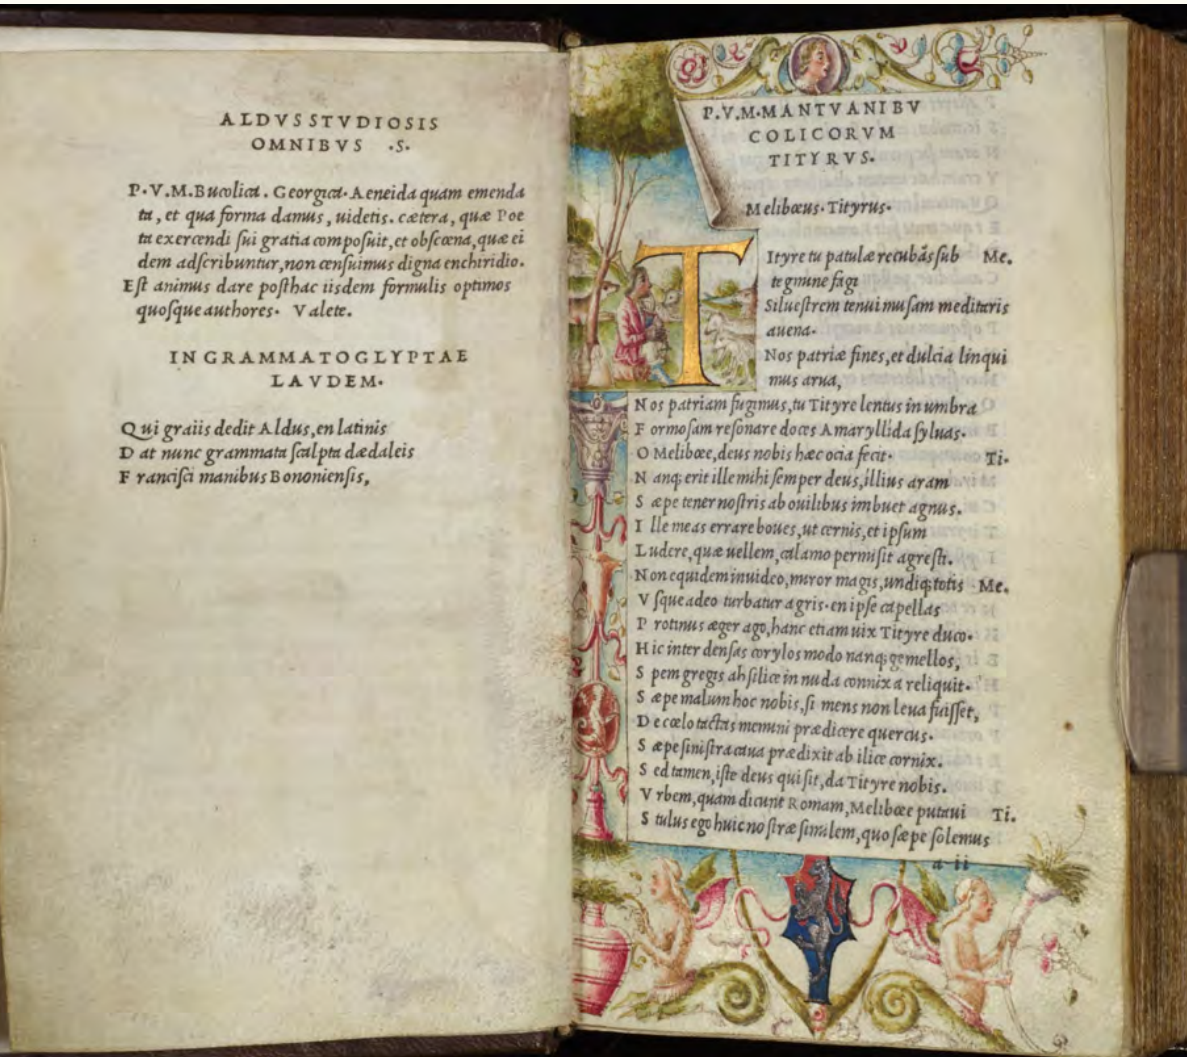 ALDVS STVDIOSIS
OMNIBVS .S.
P.V.M.Bucolica. Georgica. Aeneida quam emenda
ta, et qua forma damus, uidetis. cætera, quæ Poe
ta exercendi sui gratia composuit, et obscœna, quæ ei
dem adscribuntur, non censuimus digna enchiridio.
Est animus dare posthac iisdem formulis optimos
quosque authores. Valete.
IN GRAMMATOGLYPTAE
LAVDEM.
Qui graiis dedit Aldus, en latinis
Dat nunc grammata scalpta dædaleis
Francisci manibus Bononiensis,
P.V.M.MANTVANI BV
COLICORVM
TITYRVS.
Melibœus. Tityrus.
TItyre tu patulæ recubãs sub Me.
tegmine fagi
Siluestrem tenui musam meditaris
auena.
Nos patriæ fines, et dulcia linqui
mus arua,
Nos patriam fugimus, tu Tityre lentus in umbra
Formosam resonare doces Amaryllida syluas.
O Melibœe, deus nobis hæc ocia fecit. Ti.
Nanq; erit ille mihi semper deus, illius aram
Sæpe tener nostris ab ouilibus imbuet agnus.
Ille meas errare boues, ut cernis, et ipsum
Ludere, quæ uellem, calamo permisit agresti.
Non equidem inuideo, miror magis, undiq; totis Me.
Vsque adeo turbatur agris. en ipse capellas
Protinus æger ago, hanc etiam uix Tityre duco.
Hic inter densas corylos modo nanq; gemellos,
Spem gregis ah silice in nuda connixa reliquit.
Sæpe malum hoc nobis, si mens non leua fuisset,
De cœlo tactas memini prædicere quercus.
Sæpe sinistra caua prædixit ab ilice cornix.
Sed tamen, iste deus qui sit, da Tityre nobis.
Vrbem, quam dicunt Romam, Melibœe putaui Ti.
Stulus ego huic nostræ similem, quo sæpe solemus
a ii